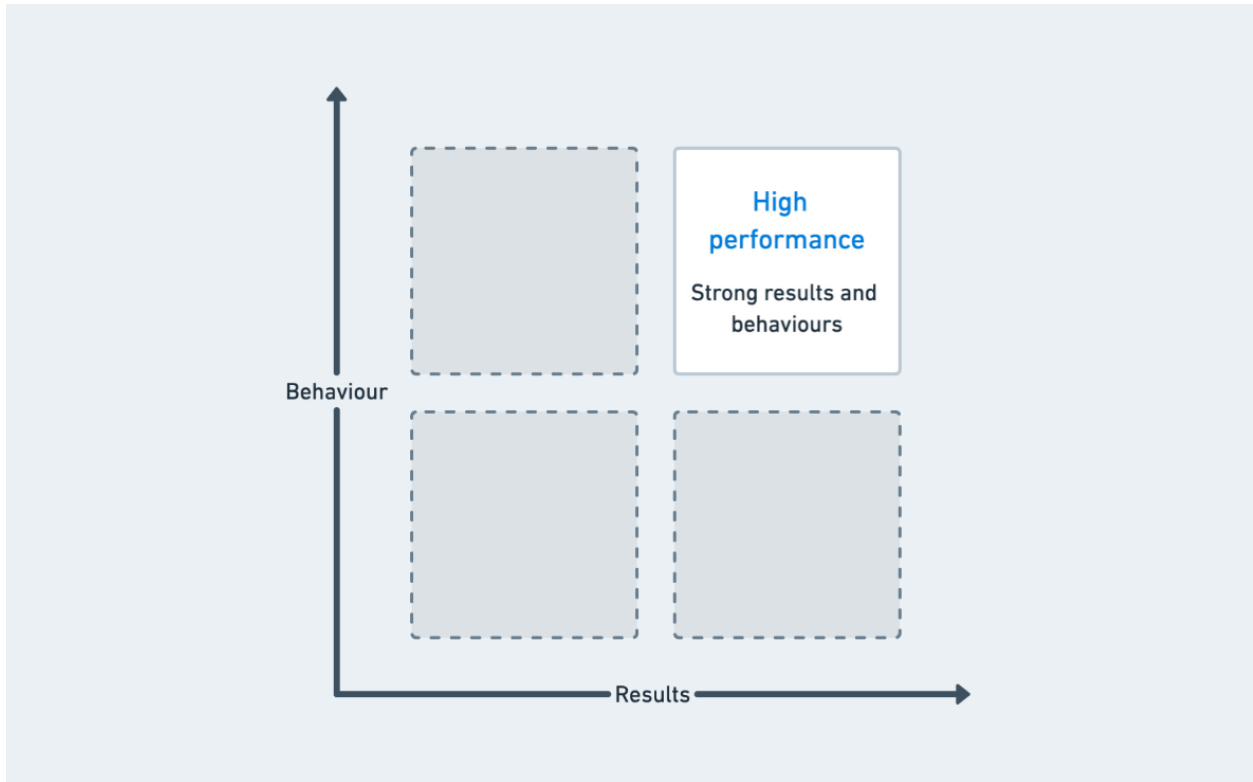 High
performance
Strong results and
behaviours
Behaviour
Results